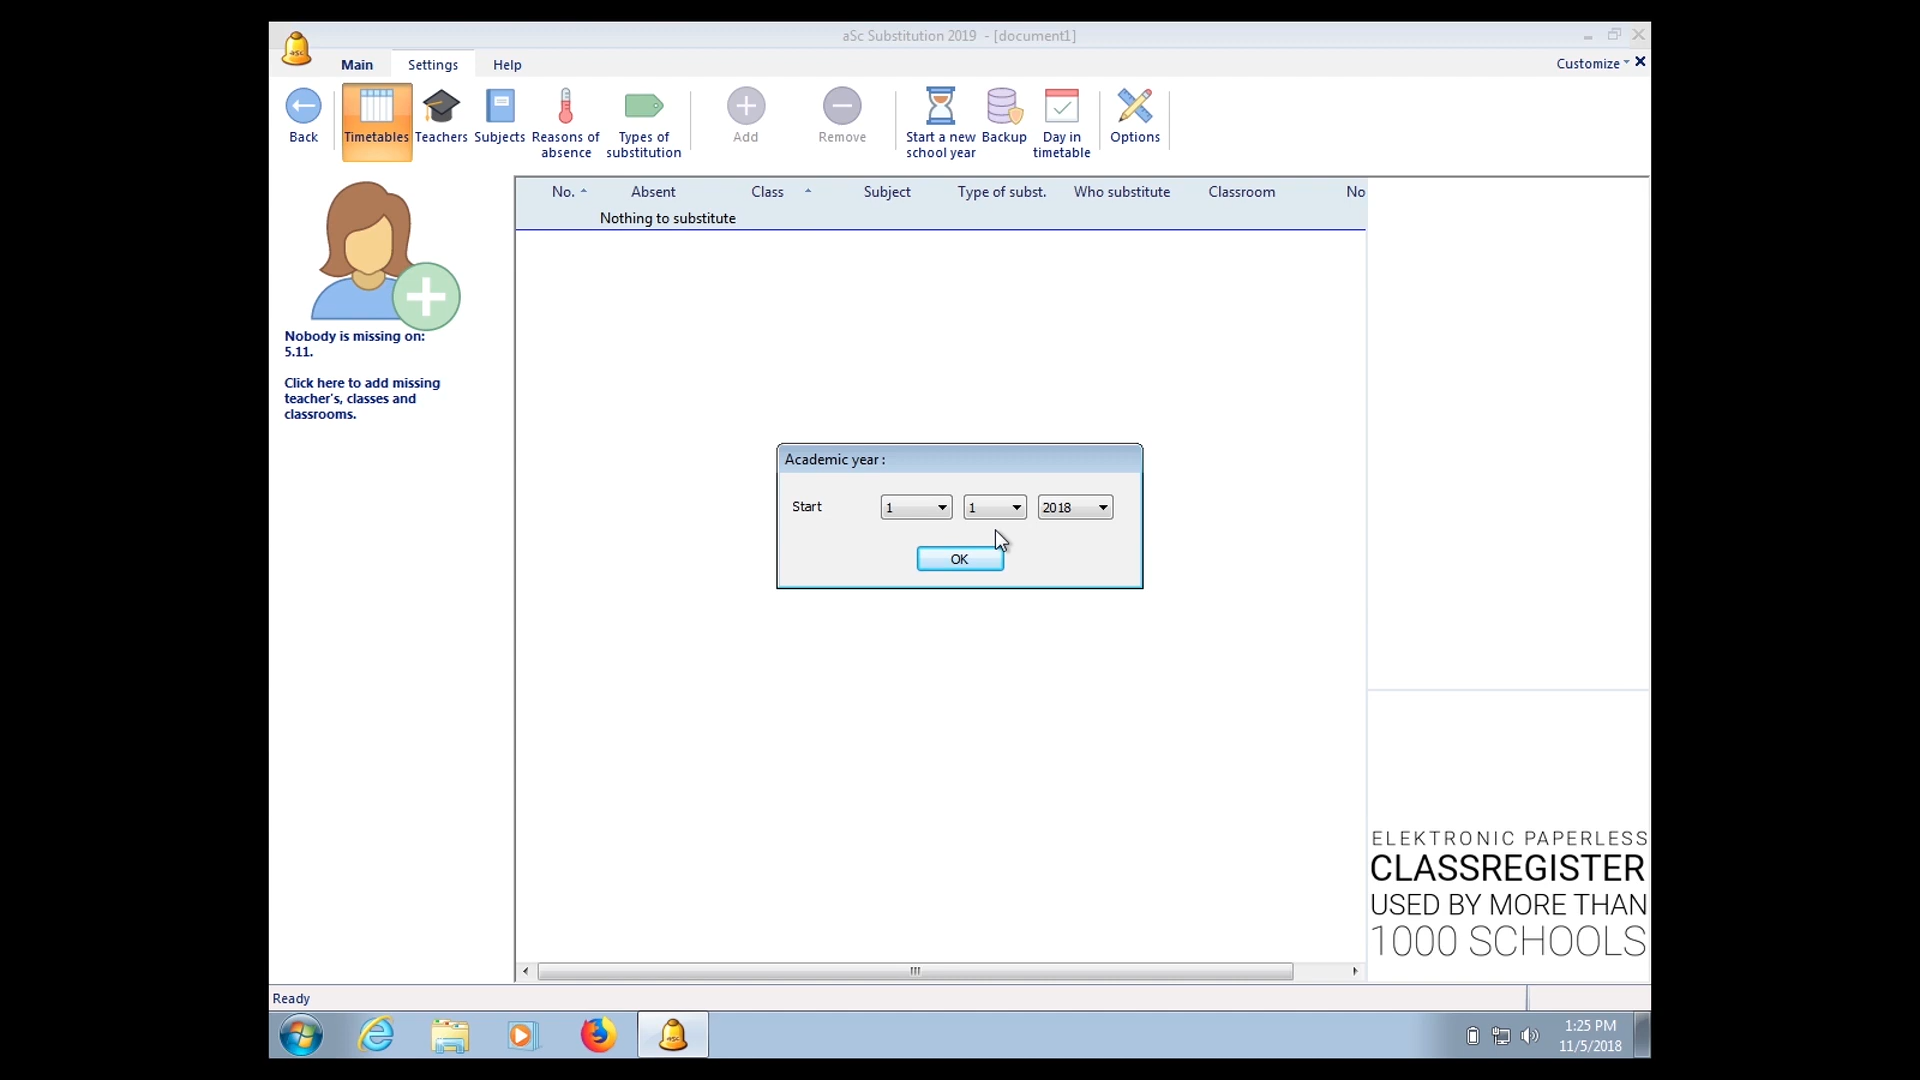 aSc Substitution 2019 - [document1]
Main Settings Help
Customize
Back
Timetables
Teachers
Subjects
Reasons of
absence
Types of
substitution
Add
Remove
Start a new
school year
Backup
Day in
timetable
Options
No. Absent Class Subject Type of subst. Who substitute Classroom No
Nothing to substitute
Nobody is missing on:
5.11.
Click here to add missing
teacher's, classes and
classrooms.
Academic year :
Start 1 1 2018
OK
ELEKTRONIC PAPERLESS
CLASSREGISTER
USED BY MORE THAN
1000 SCHOOLS
Ready
aSc
1:25 PM
11/5/2018